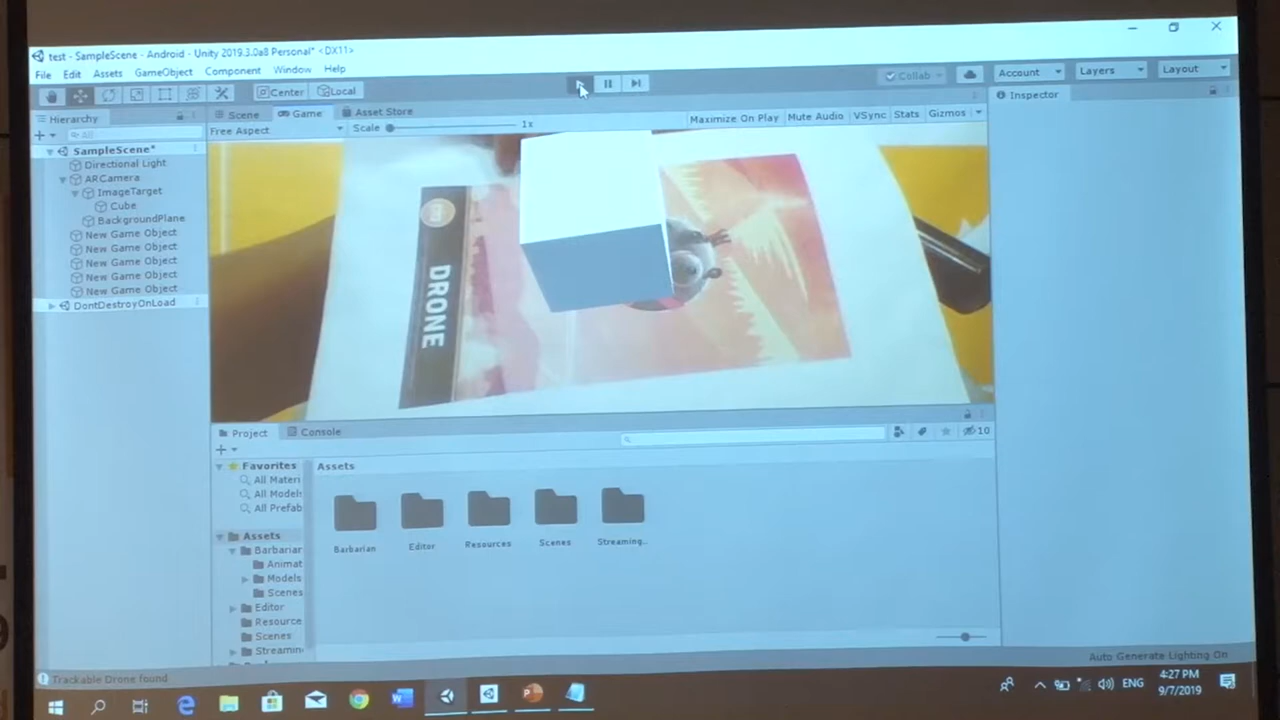 test - SampleScene - Android - Unity 2019.3.0a8 Personal* <DX11>
File Edit Assets GameObject Component Window Help
Center Local Collab Account Layers Layout
Hierarchy
Scene Game Asset Store
Inspector
All
Free Aspect Scale 1x Maximize On Play Mute Audio VSync Stats Gizmos
SampleScene*
Directional Light
ARCamera
ImageTarget
Cube
BackgroundPlane
New Game Object
New Game Object
New Game Object
New Game Object
New Game Object
DontDestroyOnLoad
DRONE
Project Console
10
Favorites
All Materi
All Models
All Prefab
Assets
Barbarian
Animat
Models
Scenes
Editor
Resource
Scenes
Streamin
Assets
Barbarian Editor Resources Scenes Streaming..
Auto Generate Lighting On
Trackable Drone found
ENG
4:27 PM
9/7/2019